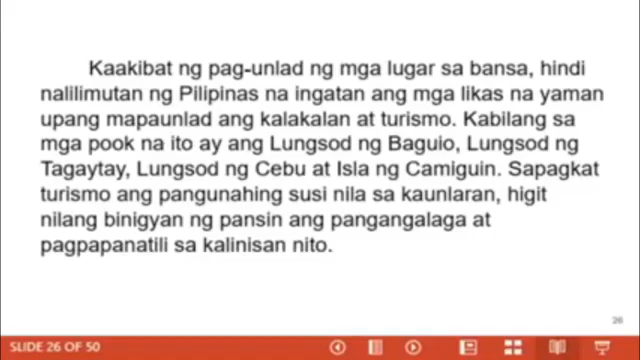 Kaakibat ng pag-unlad ng mga lugar sa bansa, hindi
nalilimutan ng Pilipinas na ingatan ang mga likas na yaman
upang mapaunlad ang kalakalan at turismo. Kabilang sa
mga pook na ito ay ang Lungsod ng Baguio, Lungsod ng
Tagaytay, Lungsod ng Cebu at Isla ng Camiguin. Sapagkat
turismo ang pangunahing susi nila sa kaunlaran, higit
nilang binigyan ng pansin ang pangangalaga at
pagpapanatili sa kalinisan nito.
26
SLIDE 26 OF 50